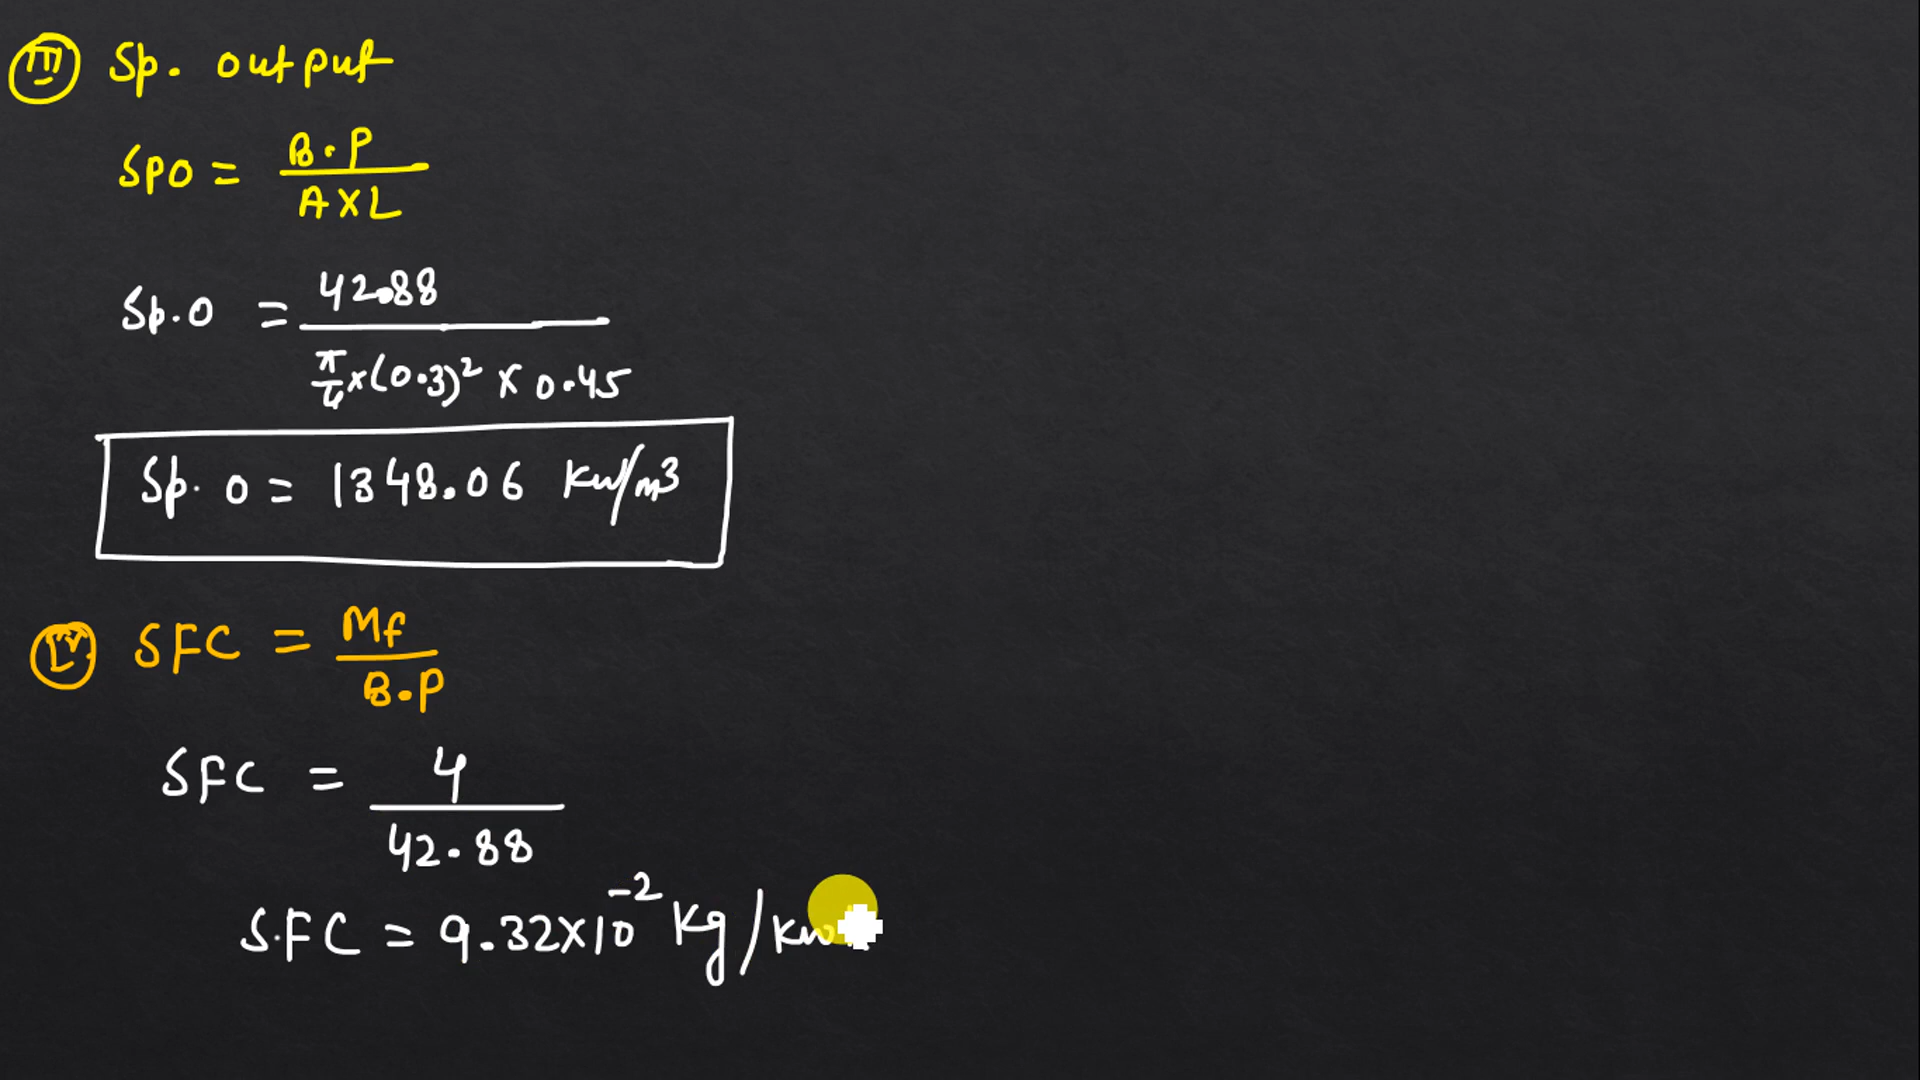 III Sp. output
SPO = B.P / A×L
Sp.O = 42.88 / π/4×(0.3)² × 0.45
Sp. O = 1348.06 Kw/m3
IV SFC = Mf / B.P
SFC = 4 / 42.88
S.FC = 9.32×10⁻² Kg/